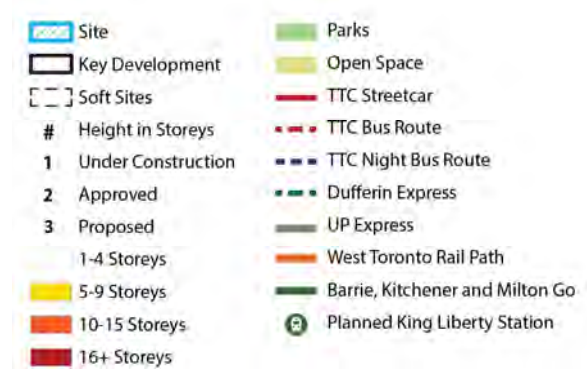 Site
Key Development
Soft Sites
# Height in Storeys
1 Under Construction
2 Approved
3 Proposed
1-4 Storeys
5-9 Storeys
10-15 Storeys
16+ Storeys
Parks
Open Space
TTC Streetcar
TTC Bus Route
TTC Night Bus Route
Dufferin Express
UP Express
West Toronto Rail Path
Barrie, Kitchener and Milton Go
Planned King Liberty Station